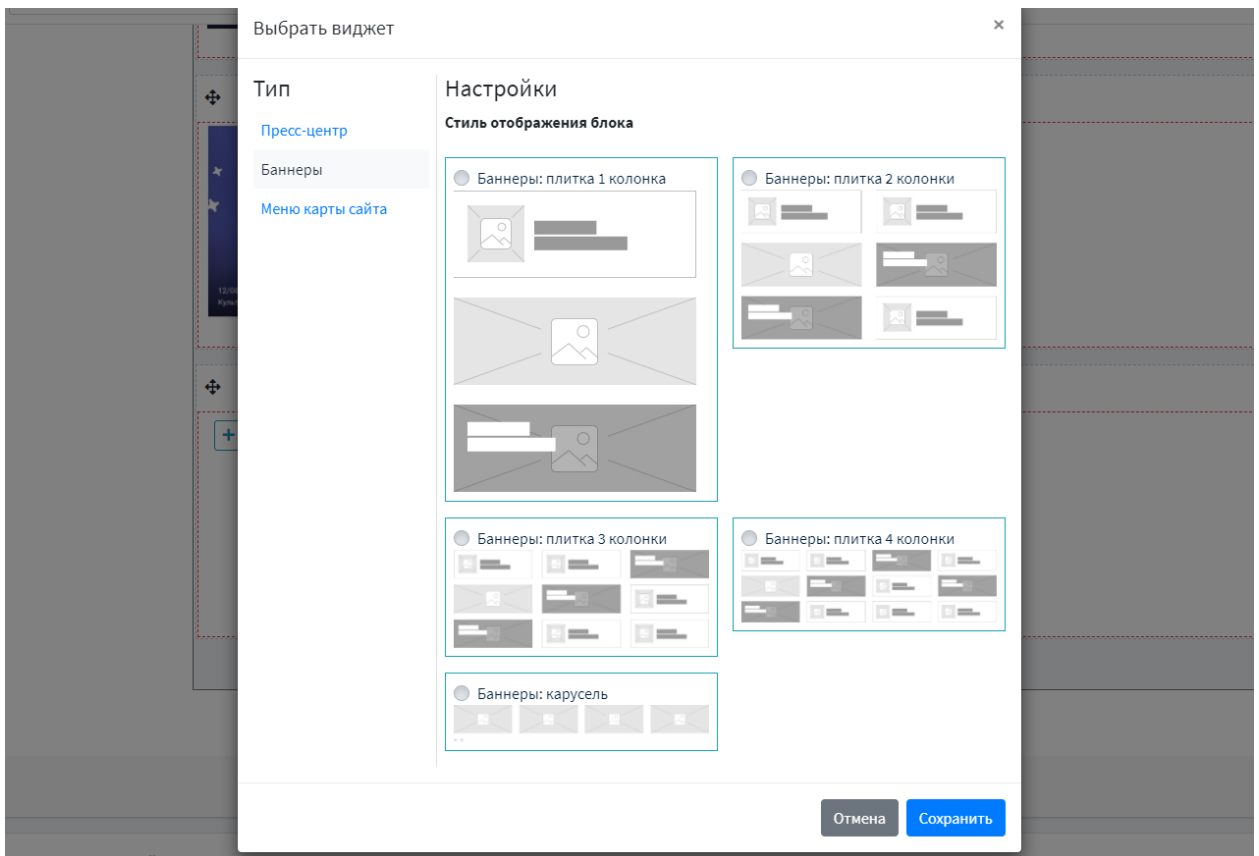 Выбрать виджет
×
Тип
Пресс-центр
Баннеры
Меню карты сайта
Настройки
Стиль отображения блока
Баннеры: плитка 1 колонка
Баннеры: плитка 2 колонки
Баннеры: плитка 3 колонки
Баннеры: плитка 4 колонки
Баннеры: карусель
Отмена
Сохранить